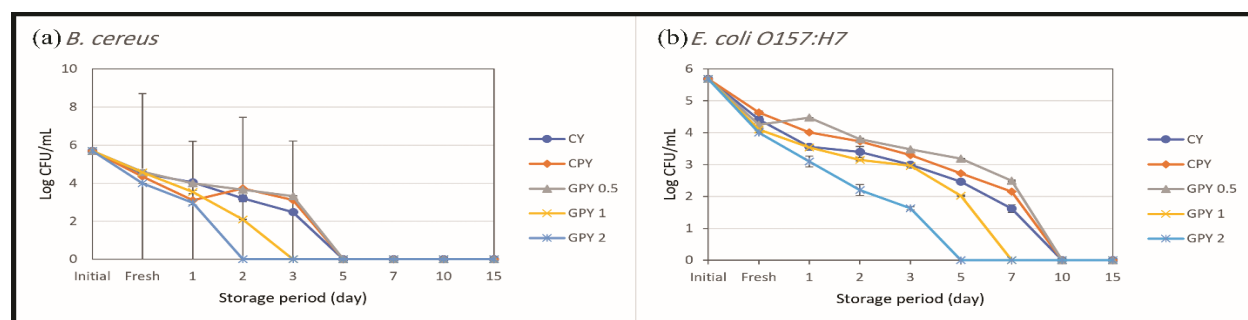 (a) B. cereus
10
8
6
4
2
0
Log CFU/mL
Initial Fresh 1 2 3 5 7 10 15
Storage period (day)
CY
CPY
GPY 0.5
GPY 1
GPY 2
(b) E. coli O157:H7
6
5
4
3
2
1
0
Log CFU/mL
Initial Fresh 1 2 3 5 7 10 15
Storage period (day)
CY
CPY
GPY 0.5
GPY 1
GPY 2